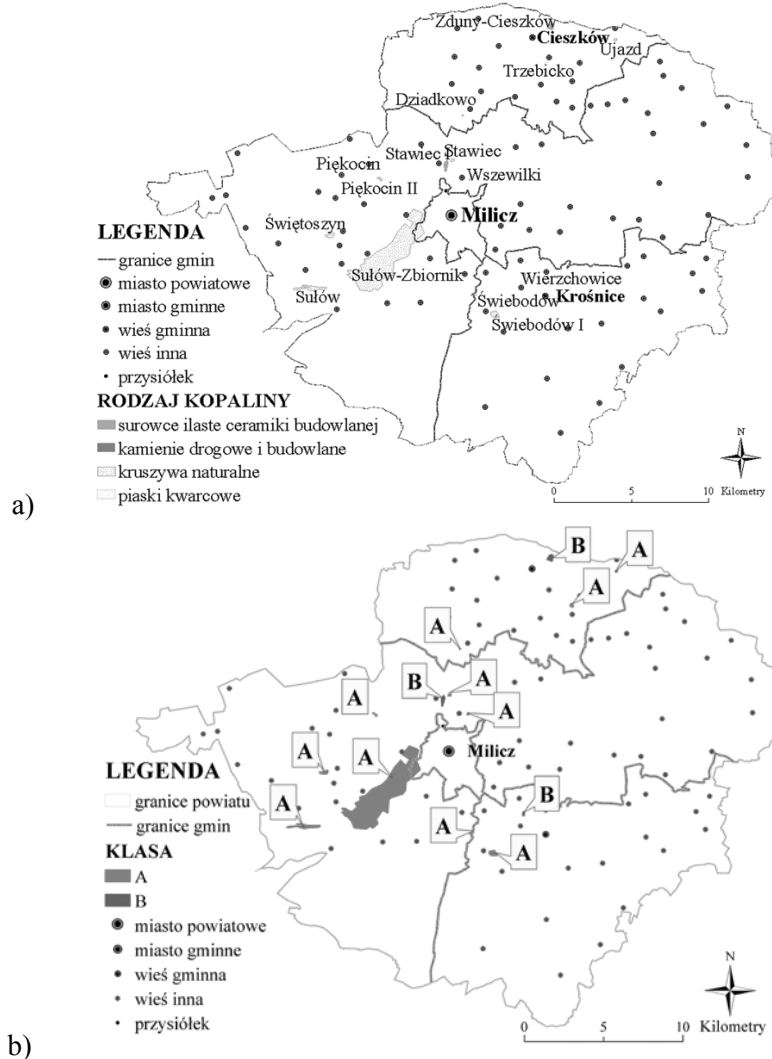 Zduny-Cieszków
Cieszków
Ujazd
Trzebicko
Dziadkowo
Stawiec
Stawiec
Piękocin
Wszewilki
Piękocin II
Milicz
Świętoszyn
LEGENDA
granice gmin
miasto powiatowe
miasto gminne
wieś gminna
wieś inna
przysiółek
Sułów-Zbiornik
Sułów
Wierzchowice
Krośnice
Świebodów
Świebodów I
RODZAJ KOPALINY
surowce ilaste ceramiki budowlanej
kamienie drogowe i budowlane
kruszywa naturalne
piaski kwarcowe
N
0 5 10
Kilometry
a)
B
A
A
A
B
A
A
A
A
A
Milicz
A
B
A
A
LEGENDA
granice powiatu
granice gmin
KLASA
A
B
miasto powiatowe
miasto gminne
wieś gminna
wieś inna
przysiółek
N
Kilometry
0 5 10
b)